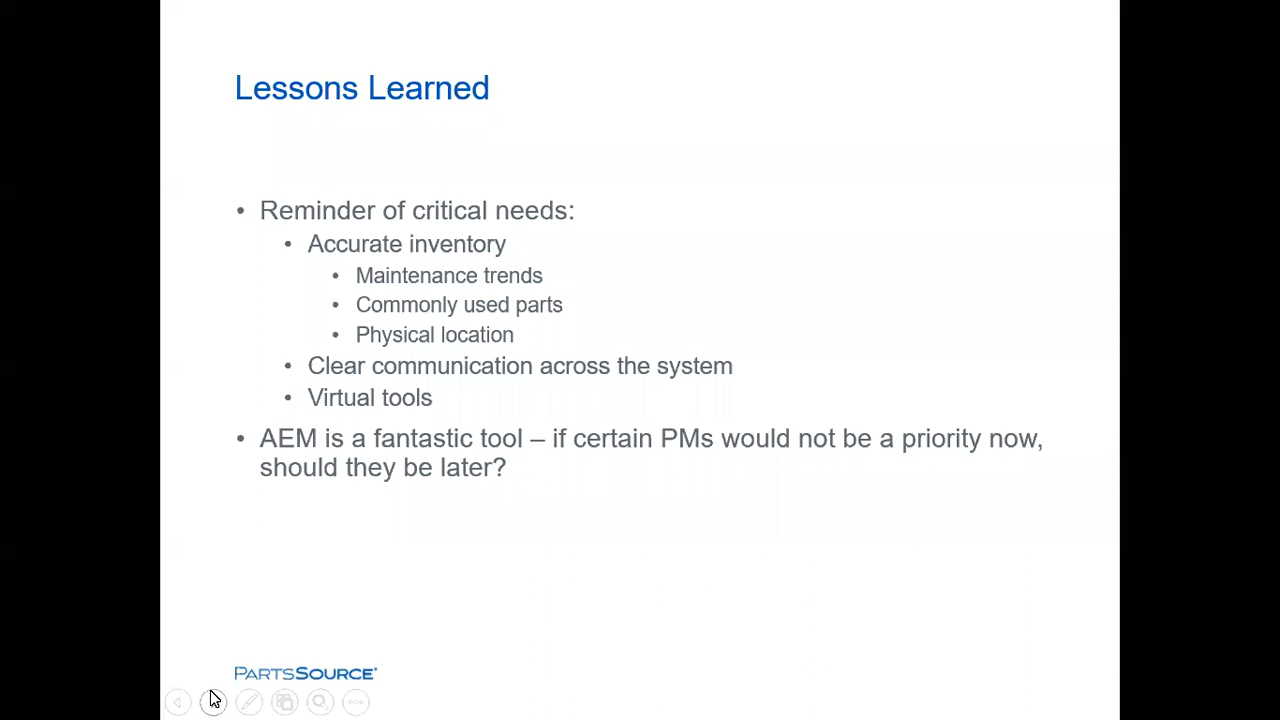 Lessons Learned
• Reminder of critical needs:
• Accurate inventory
• Maintenance trends
• Commonly used parts
• Physical location
• Clear communication across the system
• Virtual tools
• AEM is a fantastic tool – if certain PMs would not be a priority now,
should they be later?
PARTSSOURCE®